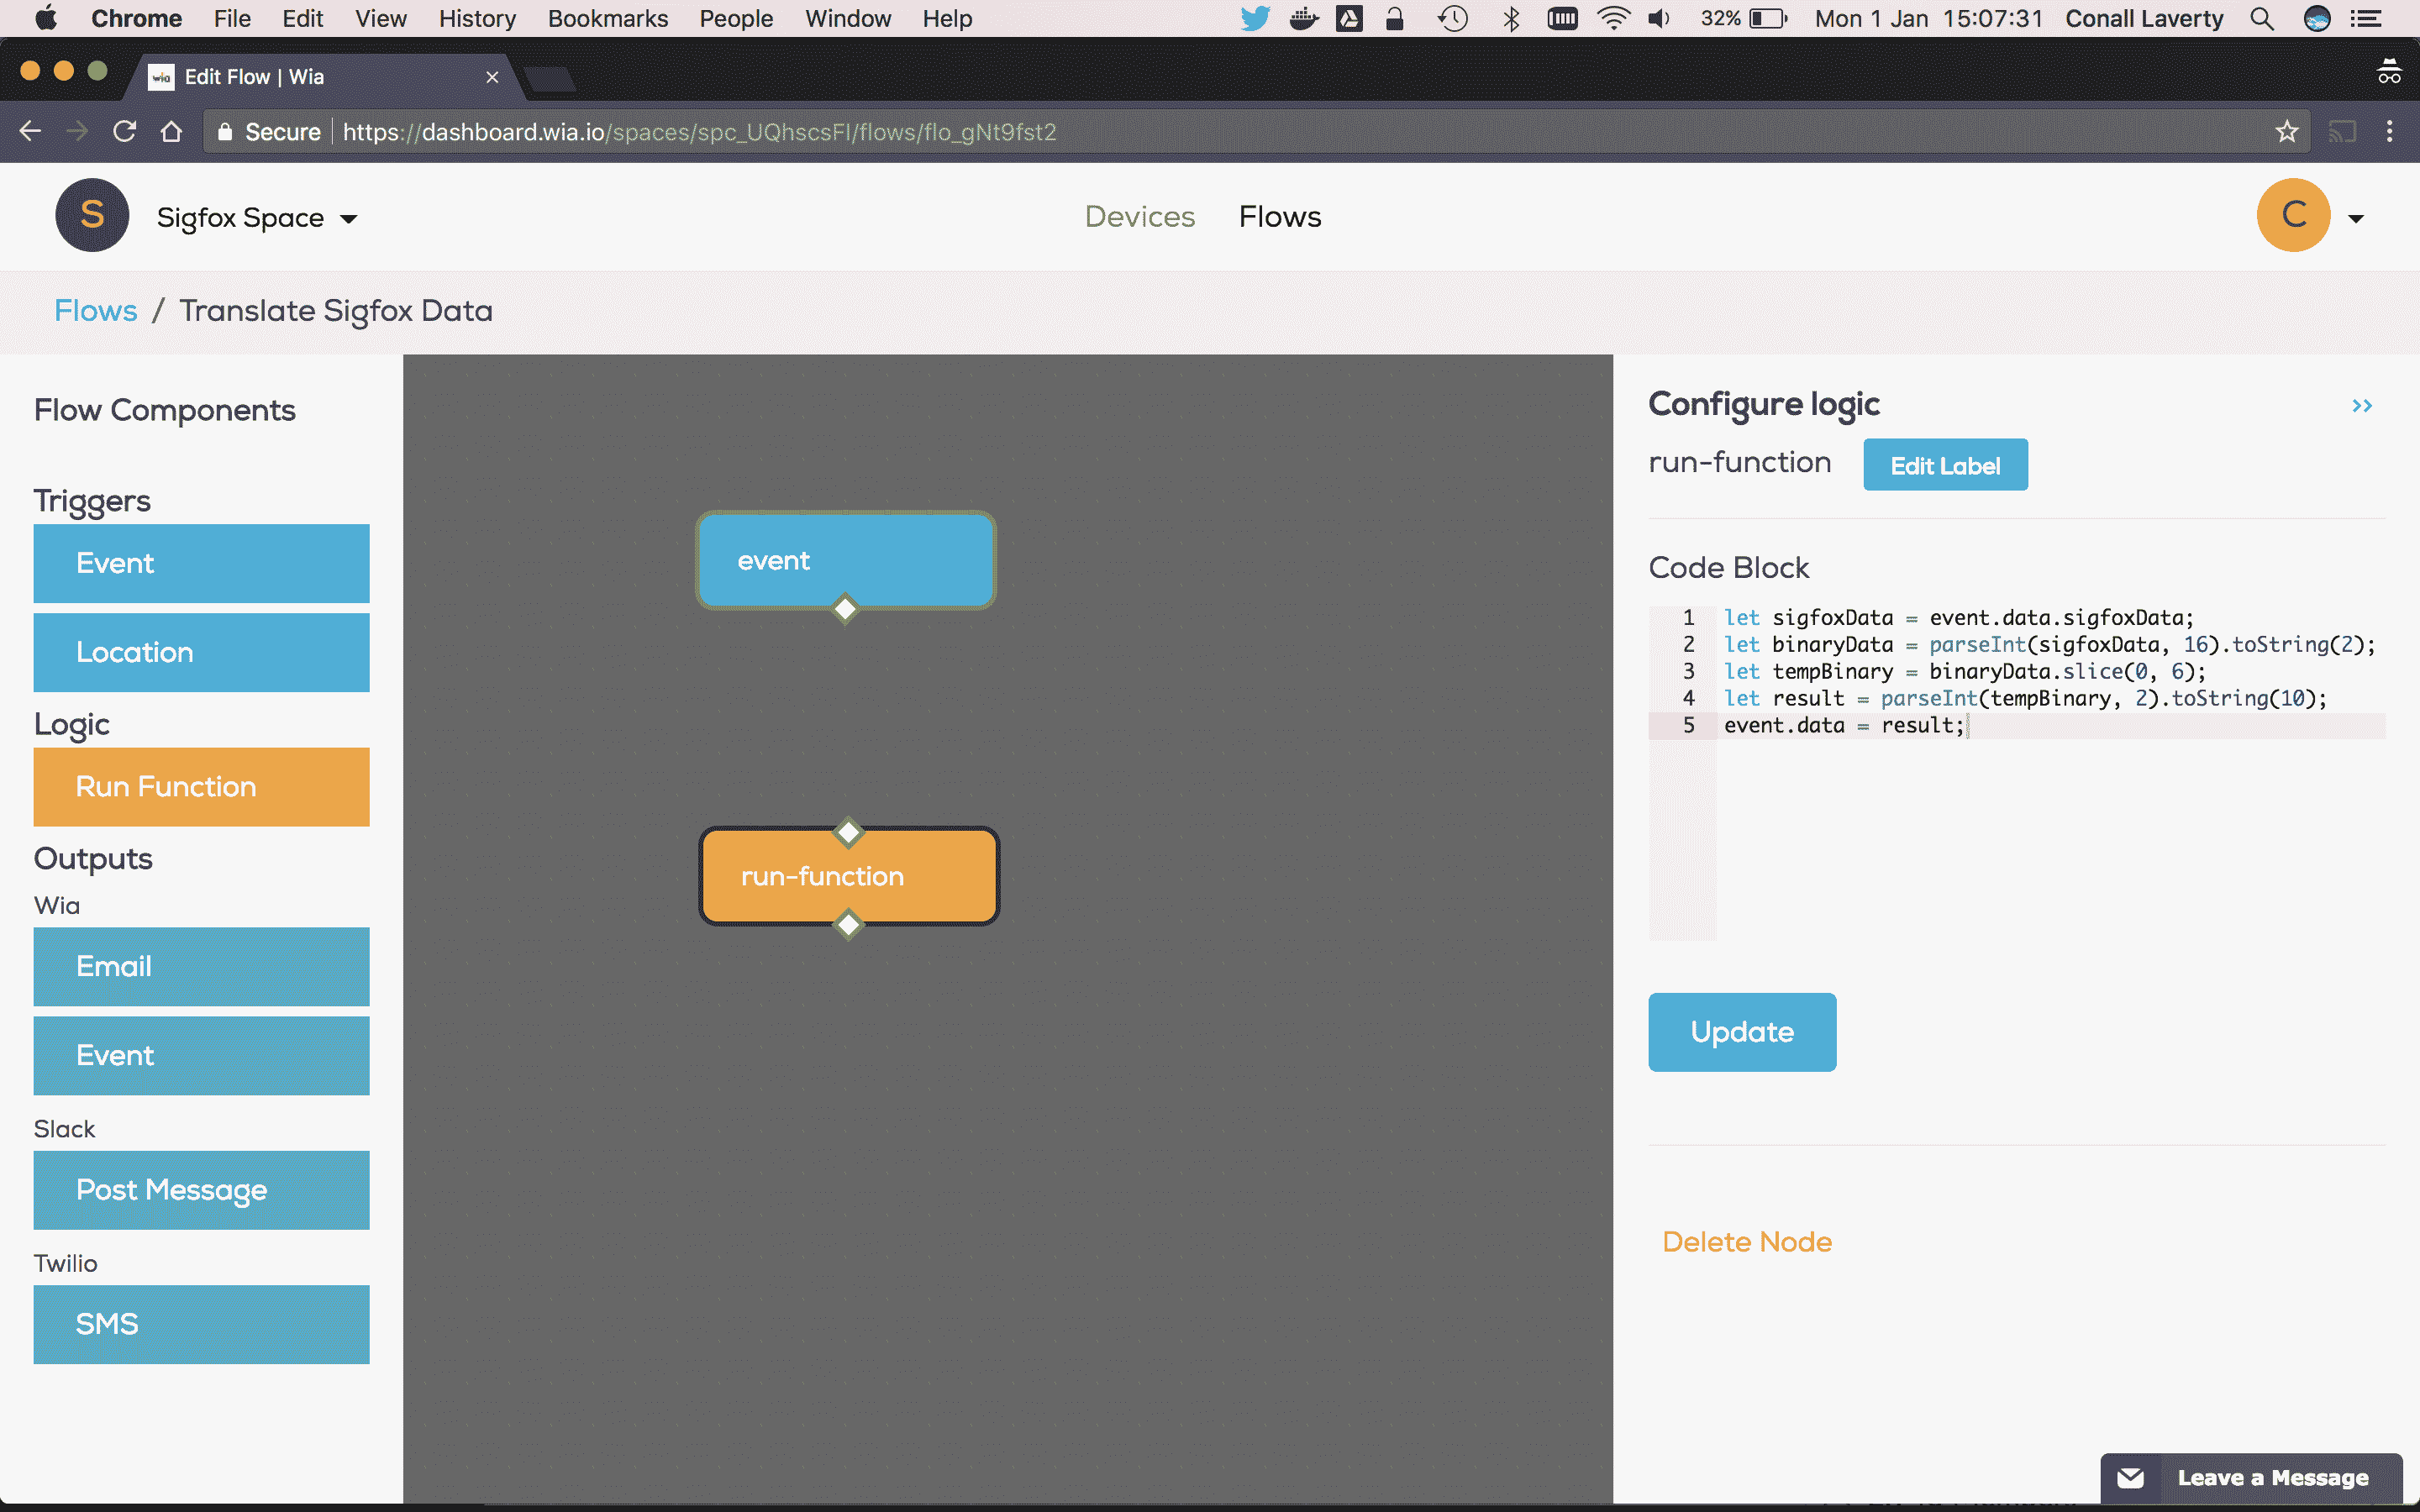 Chrome File Edit View History Bookmarks People Window Help 32% Mon 1 Jan 15:07:31 Conall Laverty
wia Edit Flow | Wia
Secure https://dashboard.wia.io/spaces/spc_UQhscsFl/flows/flo_gNt9fst2
S Sigfox Space Devices Flows C
Flows / Translate Sigfox Data
Flow Components
Triggers
Event
Location
Logic
Run Function
Outputs
Wia
Email
Event
Slack
Post Message
Twilio
SMS
event
run-function
Configure logic >>
run-function Edit Label
Code Block
1 let sigfoxData = event.data.sigfoxData;
2 let binaryData = parseInt(sigfoxData, 16).toString(2);
3 let tempBinary = binaryData.slice(0, 6);
4 let result = parseInt(tempBinary, 2).toString(10);
5 event.data = result;
Update
Delete Node
Leave a Message